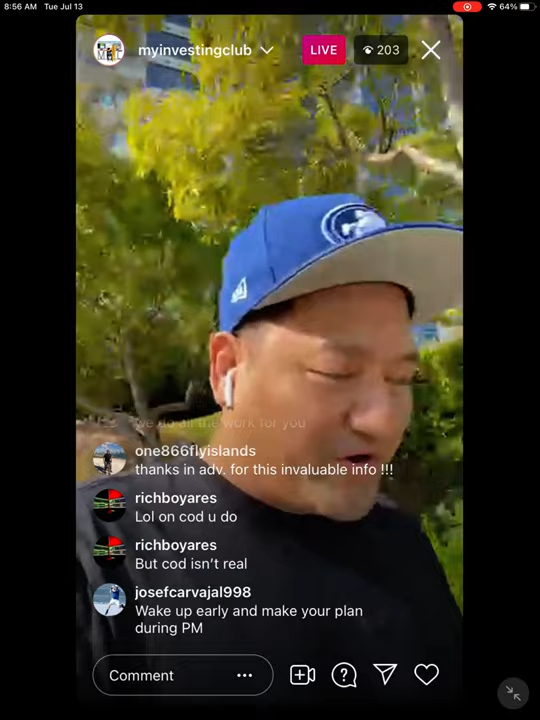 8:56 AM Tue Jul 13
64%
myinvestingclub
LIVE
203
we do all the work for you
one866flyislands
thanks in adv. for this invaluable info !!!
richboyares
Lol on cod u do
richboyares
But cod isn't real
josefcarvajal998
Wake up early and make your plan
during PM
Comment